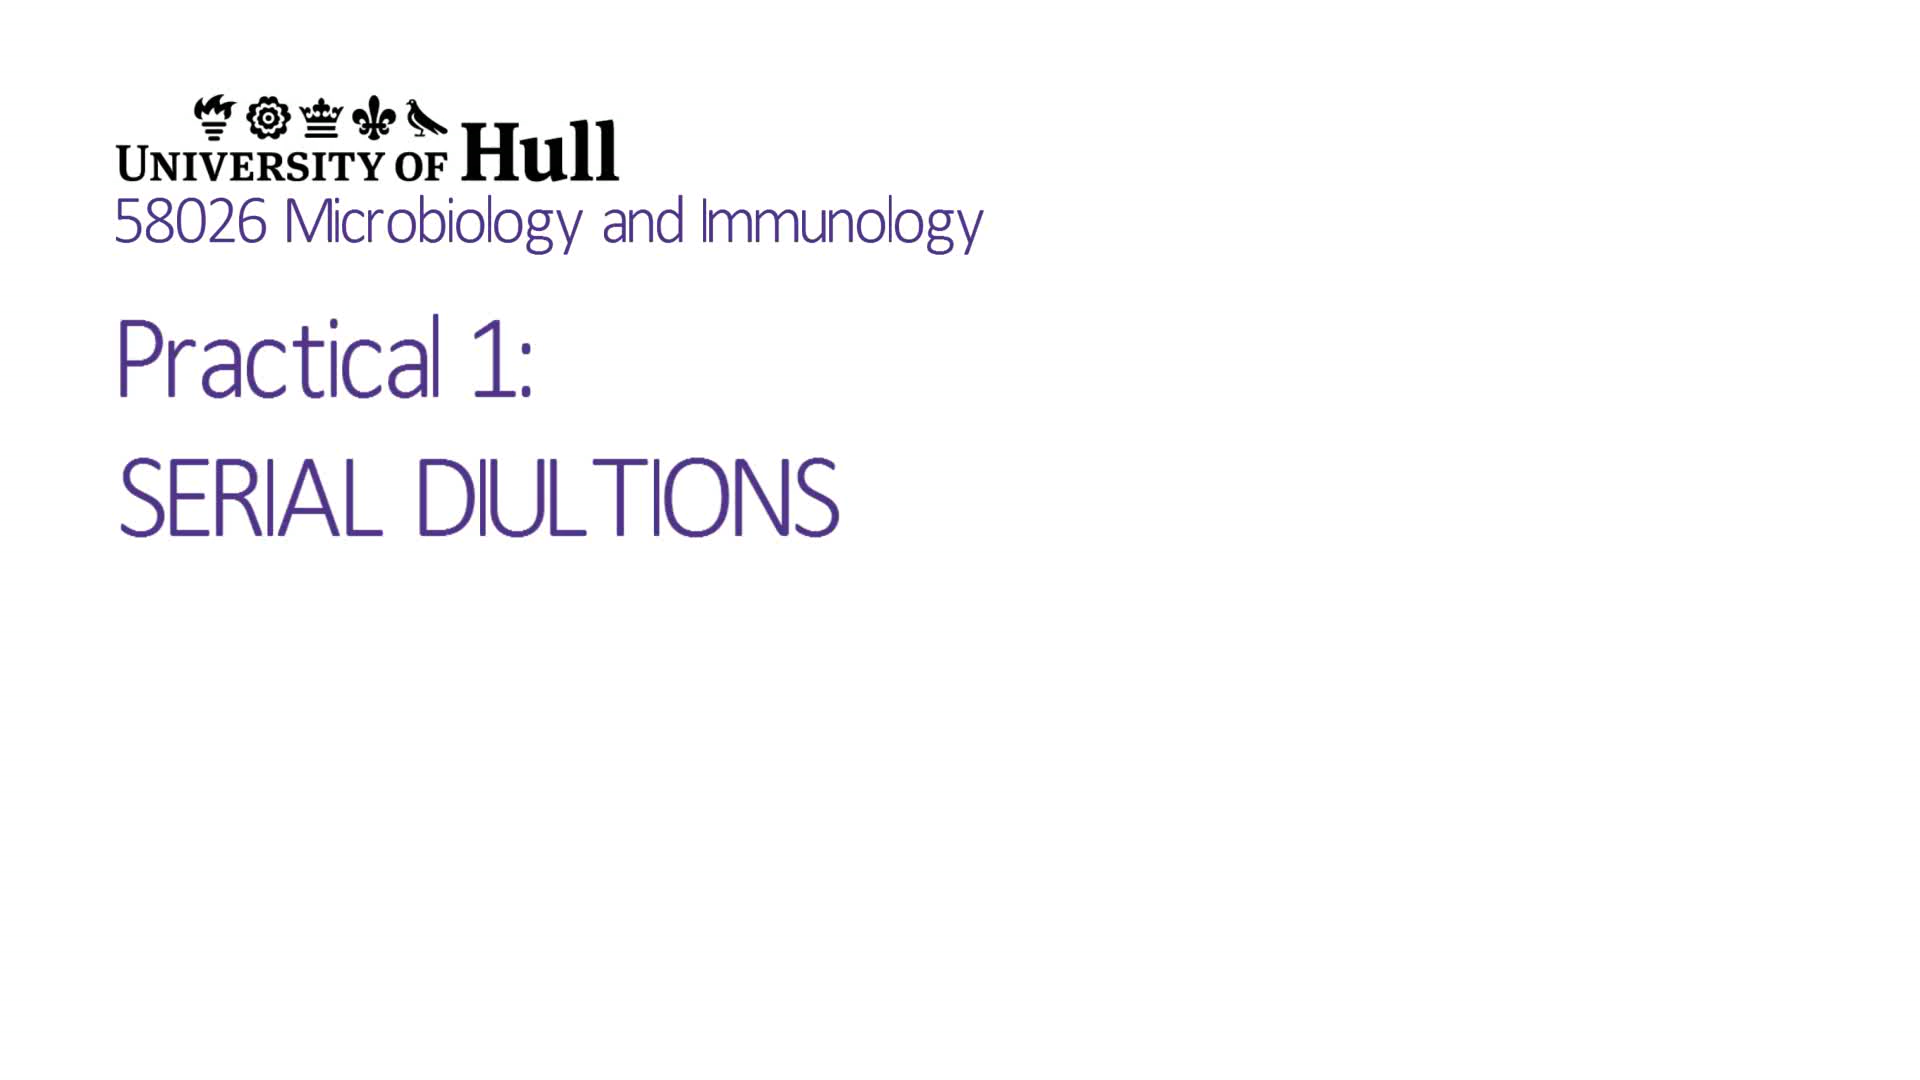 UNIVERSITY OF Hull
58026 Microbiology and Immunology
Practical 1:
SERIAL DIULTIONS